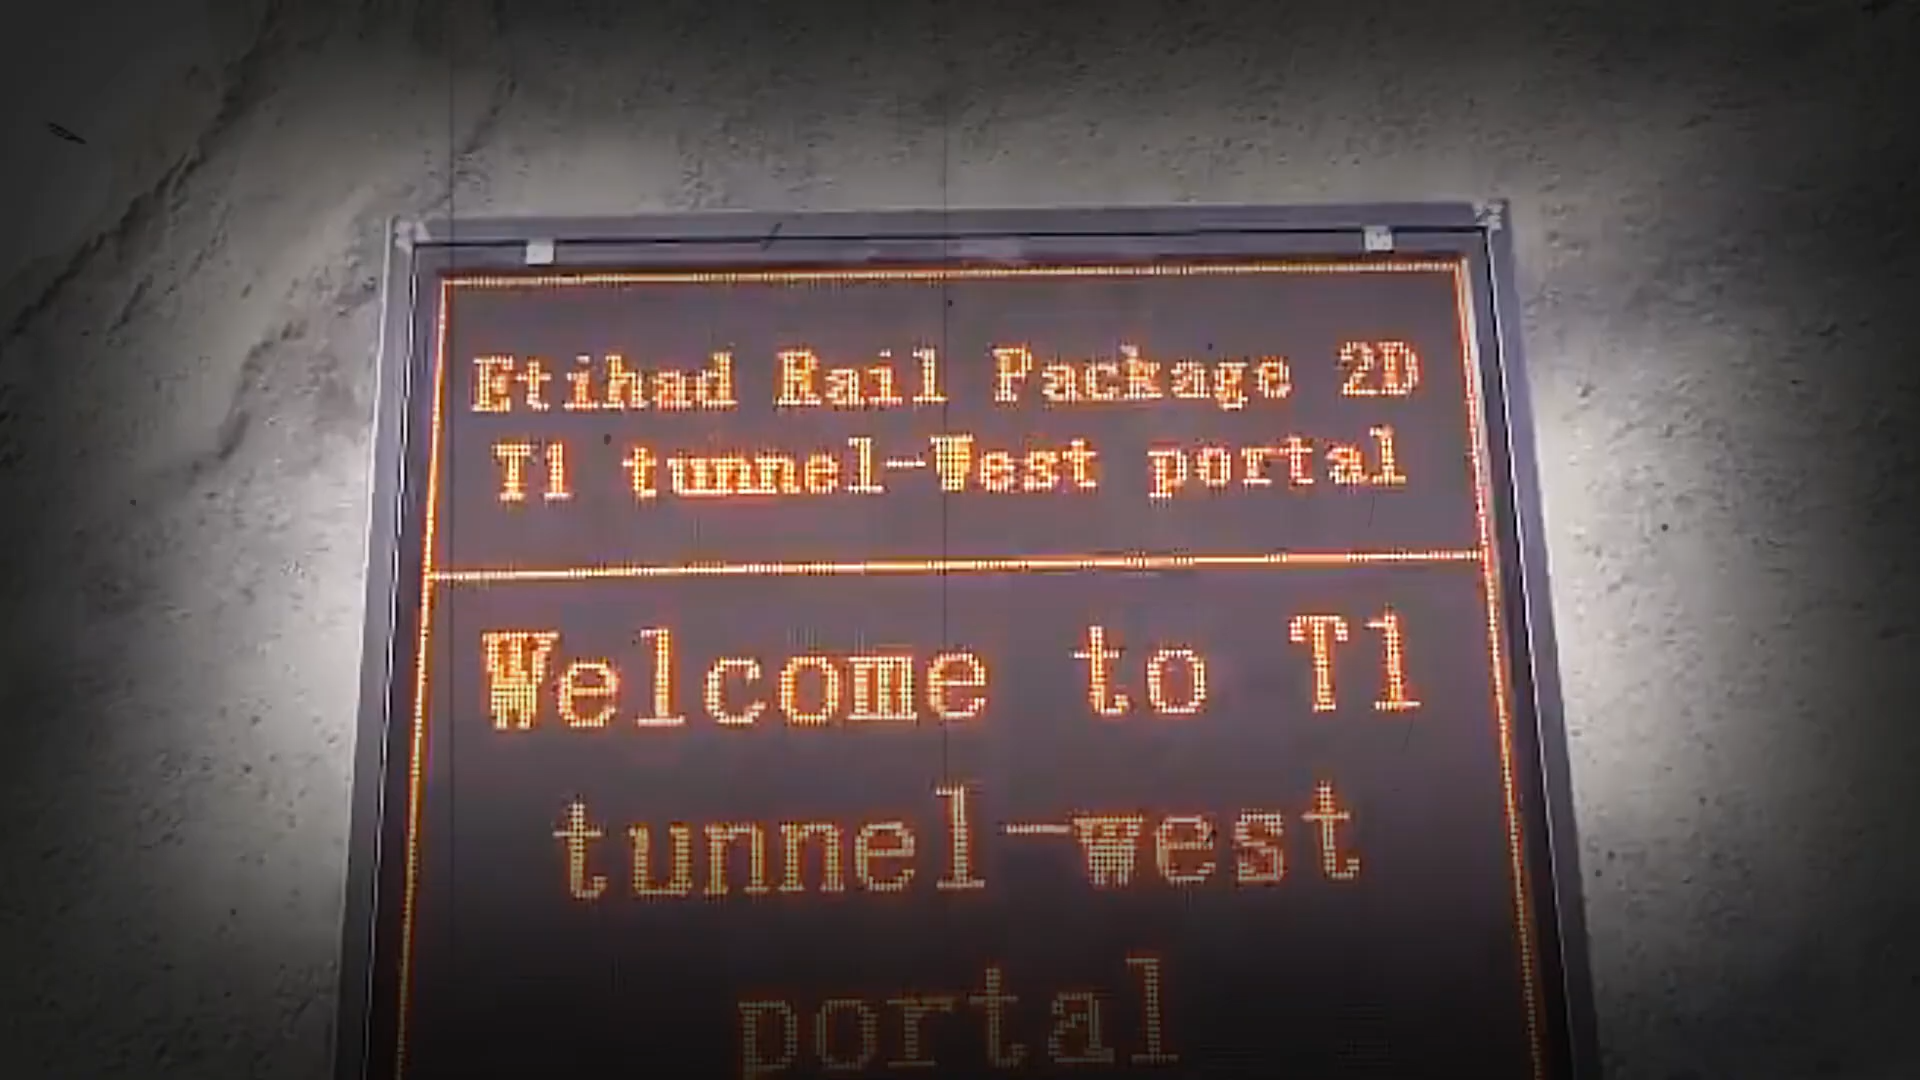 Etihad Rail Package 2D
T1 tunnel-West portal
Welcome to T1
tunnel-west
portal